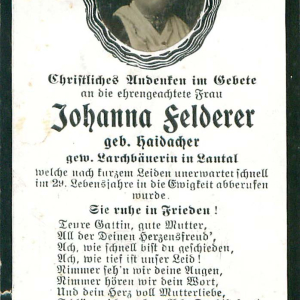 Christliches Andenken im Gebete
an die ehrengeachtete Frau
Johanna Felderer
geb. Haidacher
gew. Larchbäuerin in Lantal
welche nach kurzem Leiden unerwartet schnell
im 29. Lebensjahre in die Ewigkeit abberufen
wurde.
Sie ruhe in Frieden!
Teure Gattin, gute Mutter,
All der Deinen Herzensfreud',
Ach, wie schnell bist du geschieden,
Ach, wie tief ist unser Leid!
Nimmer seh'n wir deine Augen,
Nimmer hören wir dein Wort,
Und dein Herz voll Mutterliebe,